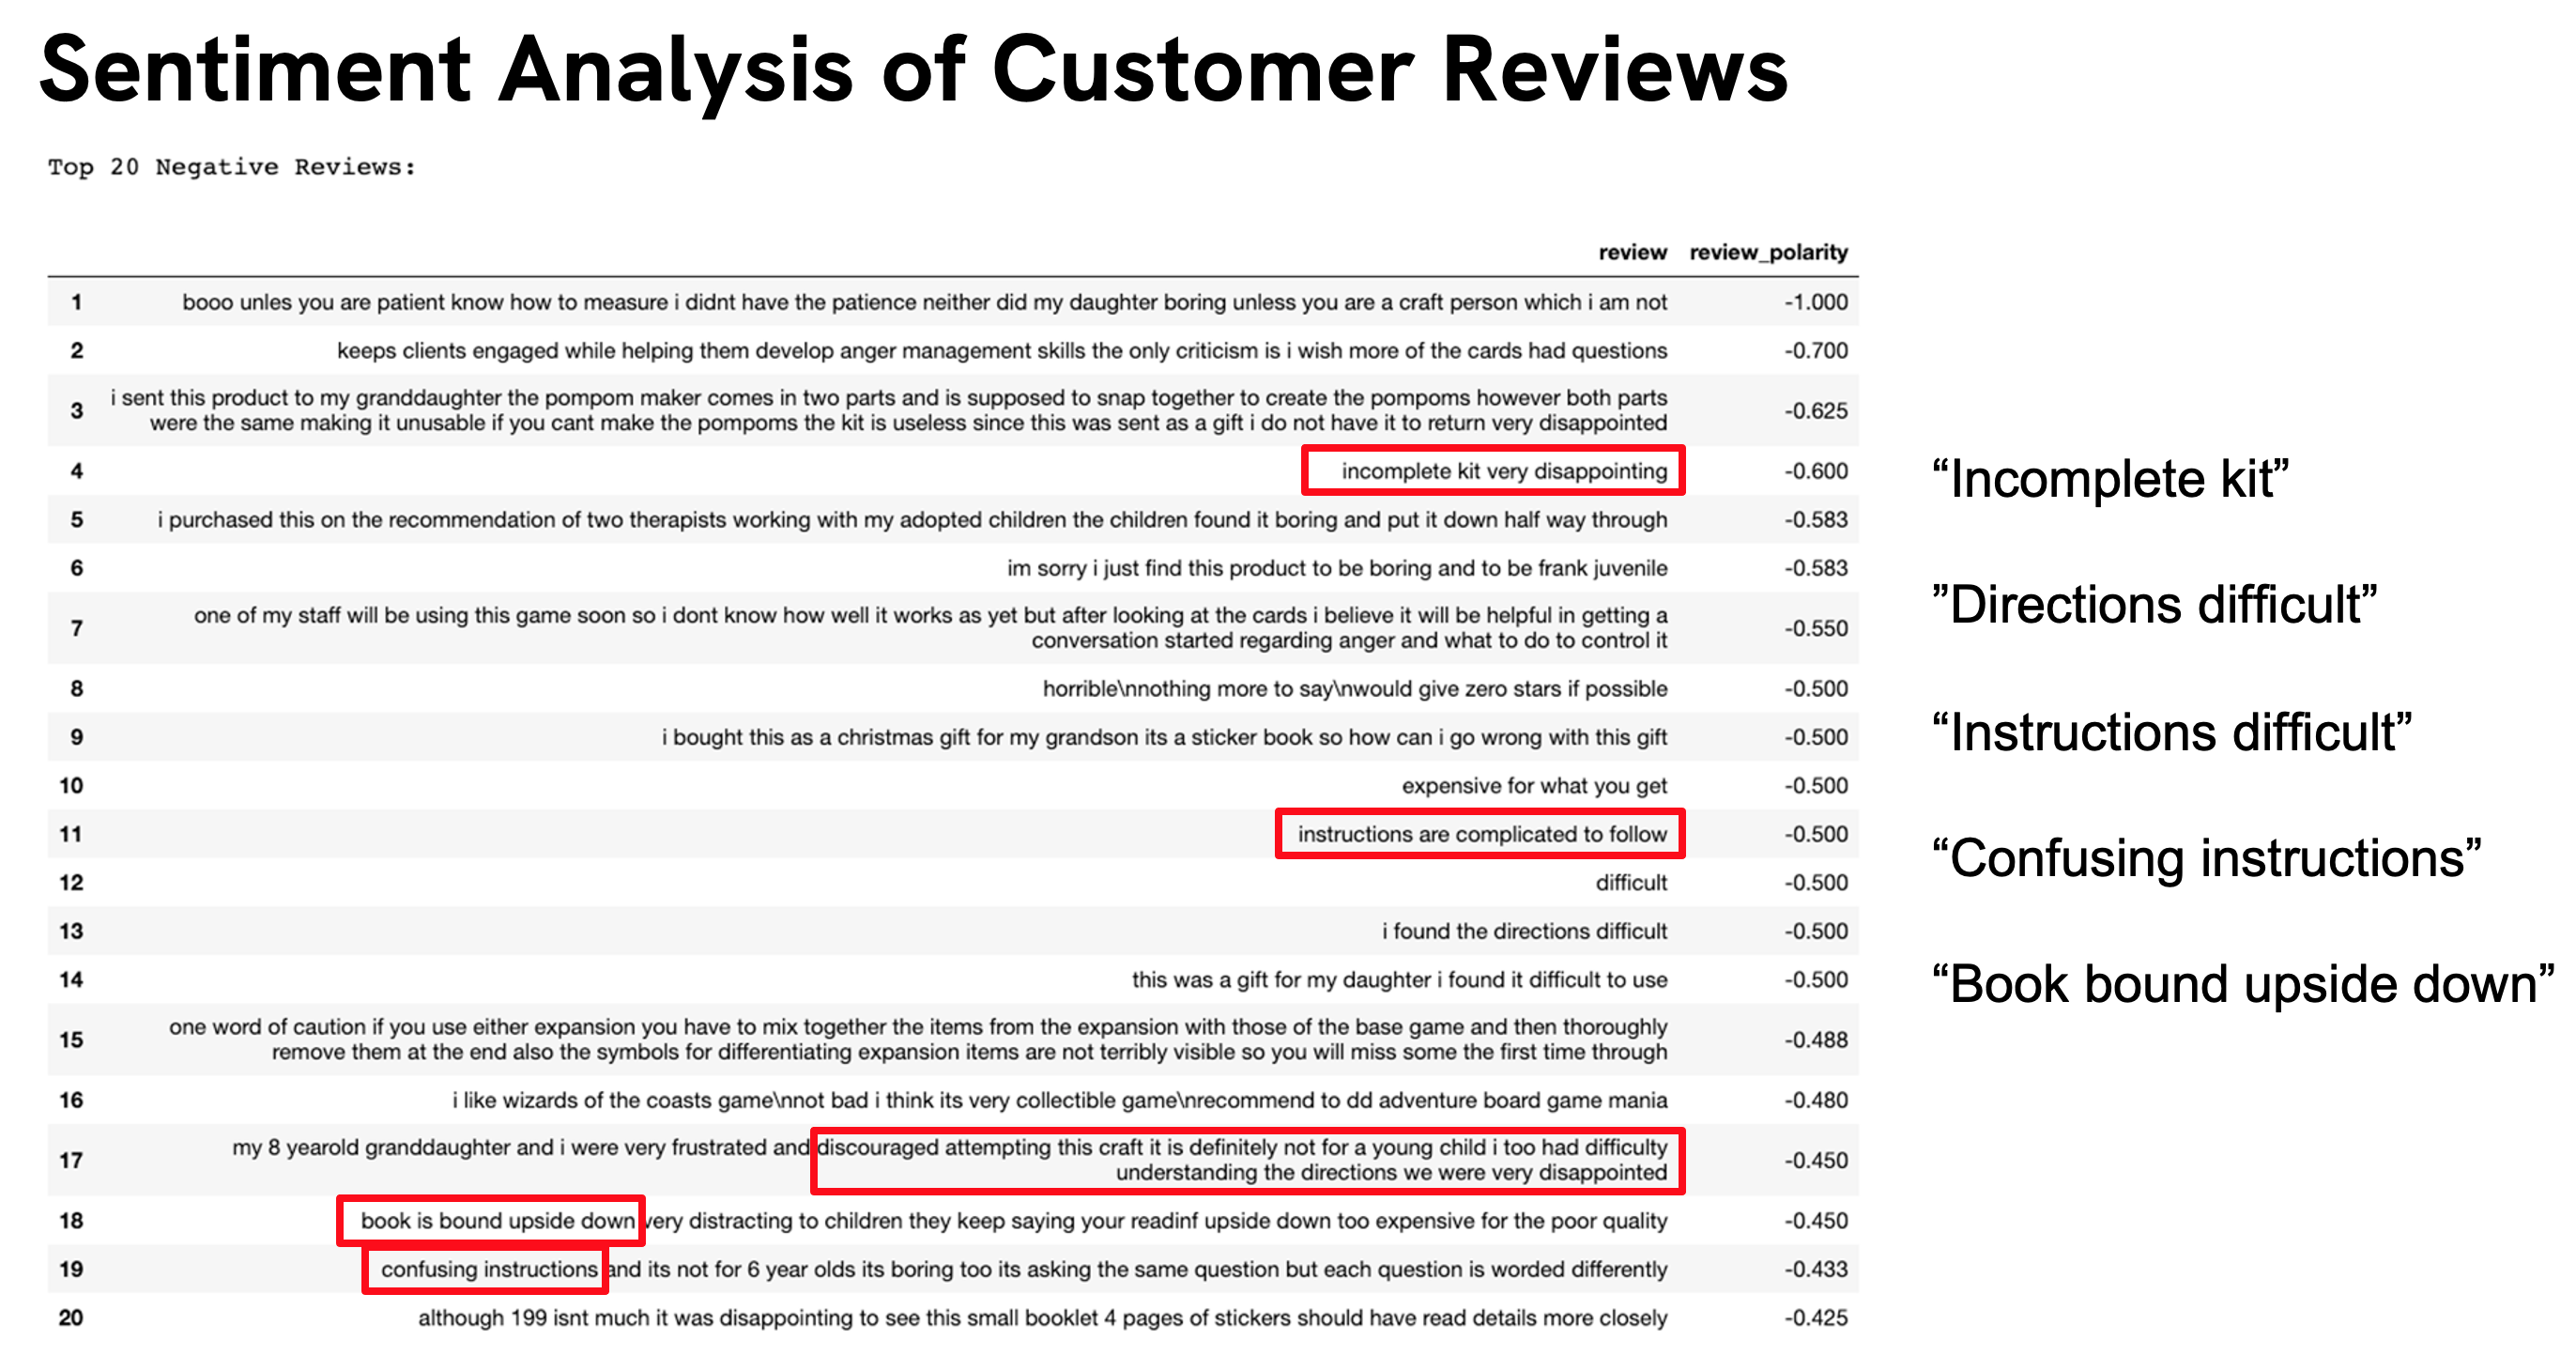 Sentiment Analysis of Customer Reviews
Top 20 Negative Reviews:
review review_polarity
1 booo unles you are patient know how to measure i didnt have the patience neither did my daughter boring unless you are a craft person which i am not -1.000
2 keeps clients engaged while helping them develop anger management skills the only criticism is i wish more of the cards had questions -0.700
3 i sent this product to my granddaughter the pompom maker comes in two parts and is supposed to snap together to create the pompoms however both parts
were the same making it unusable if you cant make the pompoms the kit is useless since this was sent as a gift i do not have it to return very disappointed -0.625
4 incomplete kit very disappointing -0.600
5 i purchased this on the recommendation of two therapists working with my adopted children the children found it boring and put it down half way through -0.583
6 im sorry i just find this product to be boring and to be frank juvenile -0.583
7 one of my staff will be using this game soon so i dont know how well it works as yet but after looking at the cards i believe it will be helpful in getting a
conversation started regarding anger and what to do to control it -0.550
8 horrible\nnothing more to say\nwould give zero stars if possible -0.500
9 i bought this as a christmas gift for my grandson its a sticker book so how can i go wrong with this gift -0.500
10 expensive for what you get -0.500
11 instructions are complicated to follow -0.500
12 difficult -0.500
13 i found the directions difficult -0.500
14 this was a gift for my daughter i found it difficult to use -0.500
15 one word of caution if you use either expansion you have to mix together the items from the expansion with those of the base game and then thoroughly
remove them at the end also the symbols for differentiating expansion items are not terribly visible so you will miss some the first time through -0.488
16 i like wizards of the coasts game\nnot bad i think its very collectible game\nrecommend to dd adventure board game mania -0.480
17 my 8 yearold granddaughter and i were very frustrated and discouraged attempting this craft it is definitely not for a young child i too had difficulty
understanding the directions we were very disappointed -0.450
18 book is bound upside down very distracting to children they keep saying your readinf upside down too expensive for the poor quality -0.450
19 confusing instructions and its not for 6 year olds its boring too its asking the same question but each question is worded differently -0.433
20 although 199 isnt much it was disappointing to see this small booklet 4 pages of stickers should have read details more closely -0.425
“Incomplete kit”
”Directions difficult”
“Instructions difficult”
“Confusing instructions”
“Book bound upside down”